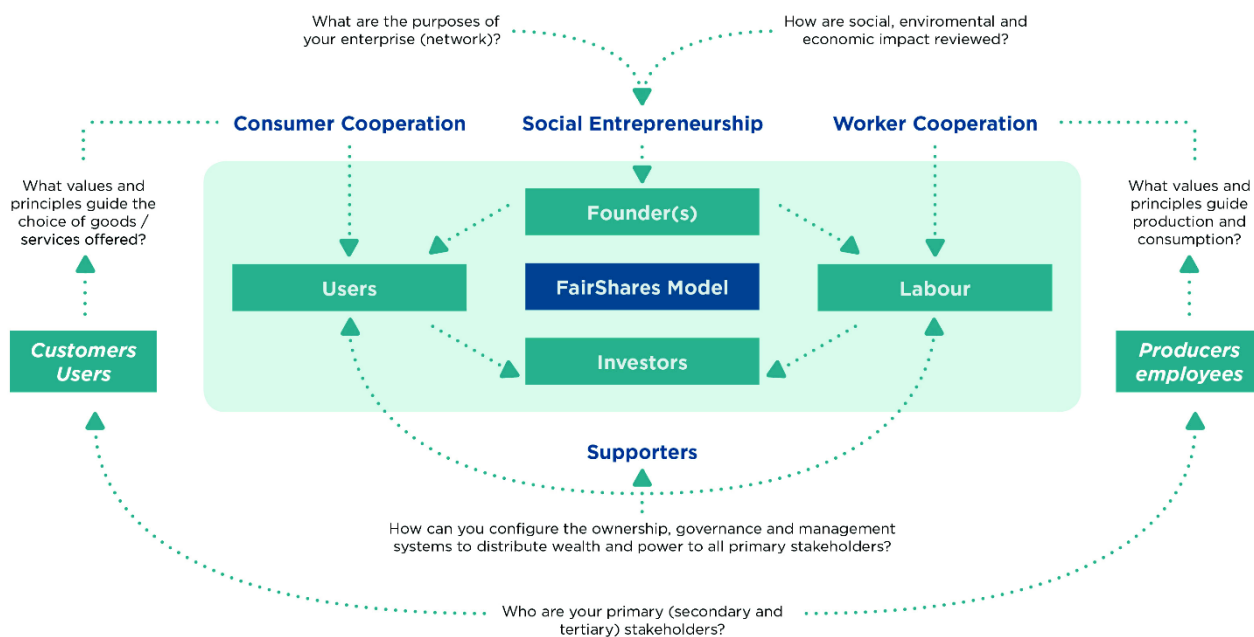 What are the purposes of
your enterprise (network)?
How are social, enviromental and
economic impact reviewed?
Consumer Cooperation
Social Entrepreneurship
Worker Cooperation
What values and
principles guide the
choice of goods /
services offered?
Founder(s)
What values and
principles guide
production and
consumption?
Users
FairShares Model
Labour
Customers
Users
Investors
Producers
employees
Supporters
How can you configure the ownership, governance and management
systems to distribute wealth and power to all primary stakeholders?
Who are your primary (secondary and
tertiary) stakeholders?